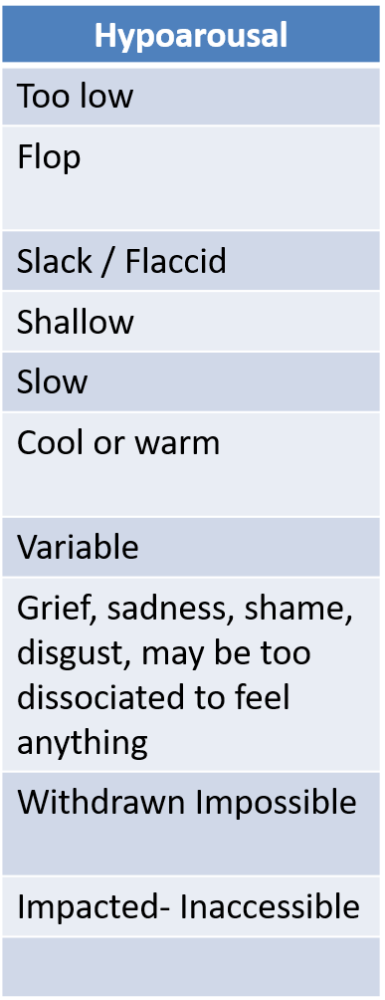 Hypoarousal
Too low
Flop
Slack / Flaccid
Shallow
Slow
Cool or warm
Variable
Grief, sadness, shame,
disgust, may be too
dissociated to feel
anything
Withdrawn Impossible
Impacted- Inaccessible